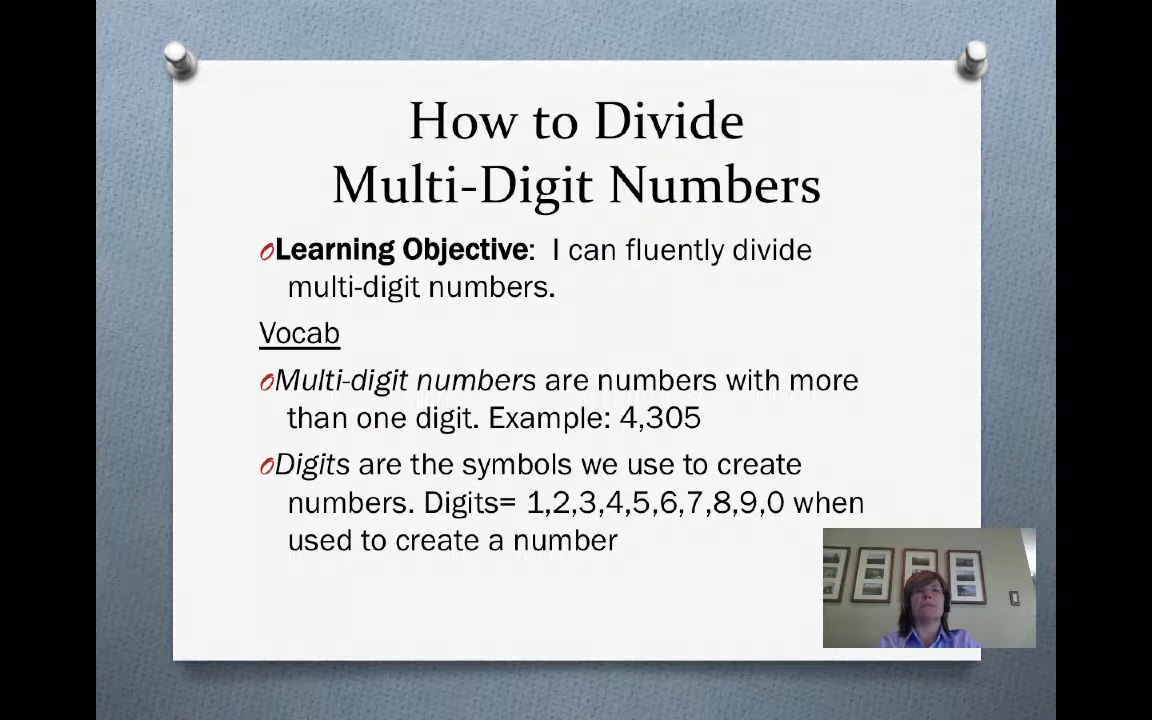 How to Divide
Multi-Digit Numbers
Learning Objective:  I can fluently divide
multi-digit numbers.
Vocab
Multi-digit numbers are numbers with more
than one digit. Example: 4,305
Digits are the symbols we use to create
numbers. Digits= 1,2,3,4,5,6,7,8,9,0 when
used to create a number